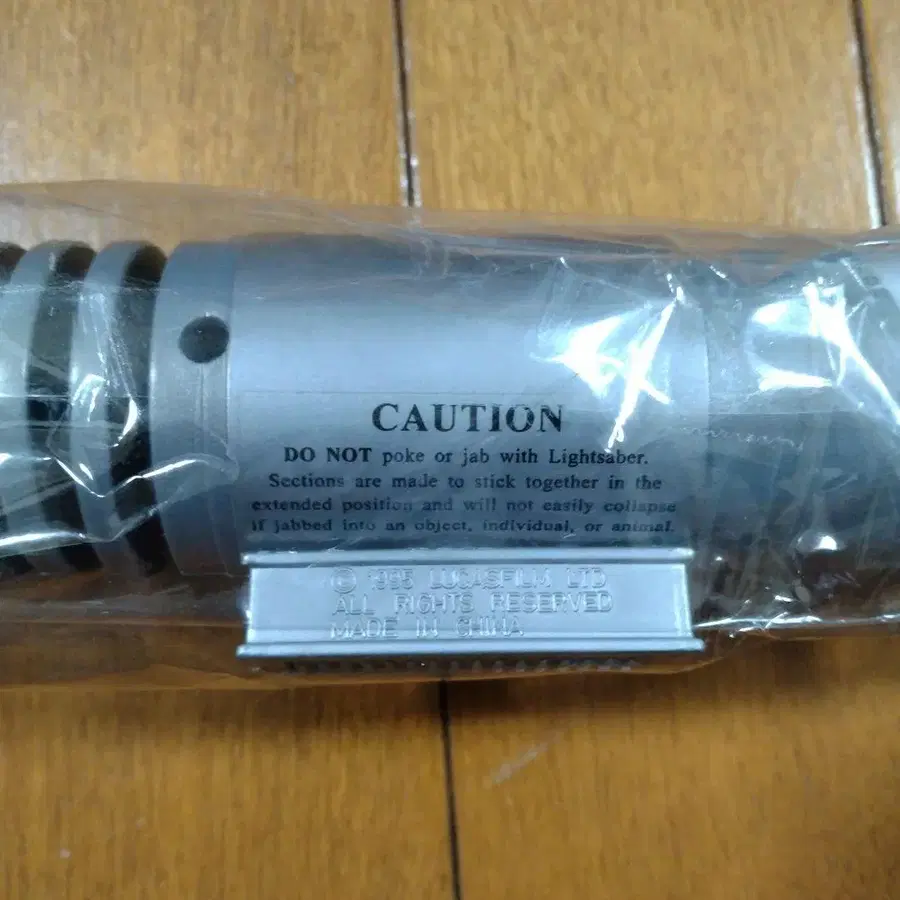 CAUTION
DO NOT poke or jab with Lightsaber.
Sections are made to stick together in the
extended position and will not easily collapse
if jabbed into an object, individual, or animal.
© 1995 LUCASFILM LTD
ALL RIGHTS RESERVED
MADE IN CHINA